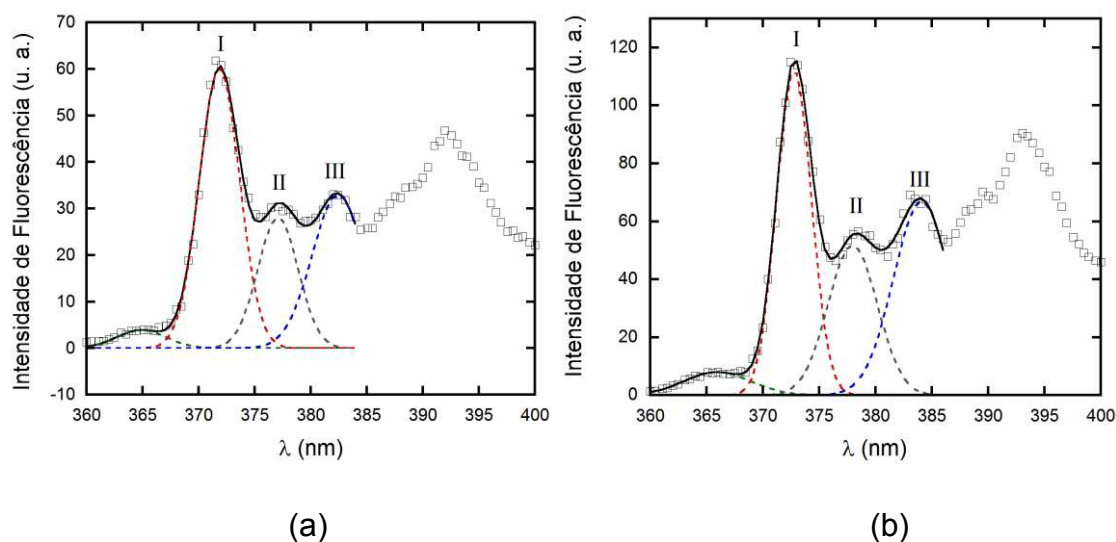 Intensidade de Fluorescência (u. a.)
70
60
50
40
30
20
10
0
-10
I
II
III
360 365 370 375 380 385 390 395 400
λ (nm)
(a)
Intensidade de Fluorescência (u. a.)
120
100
80
60
40
20
0
I
II
III
360 365 370 375 380 385 390 395 400
λ (nm)
(b)